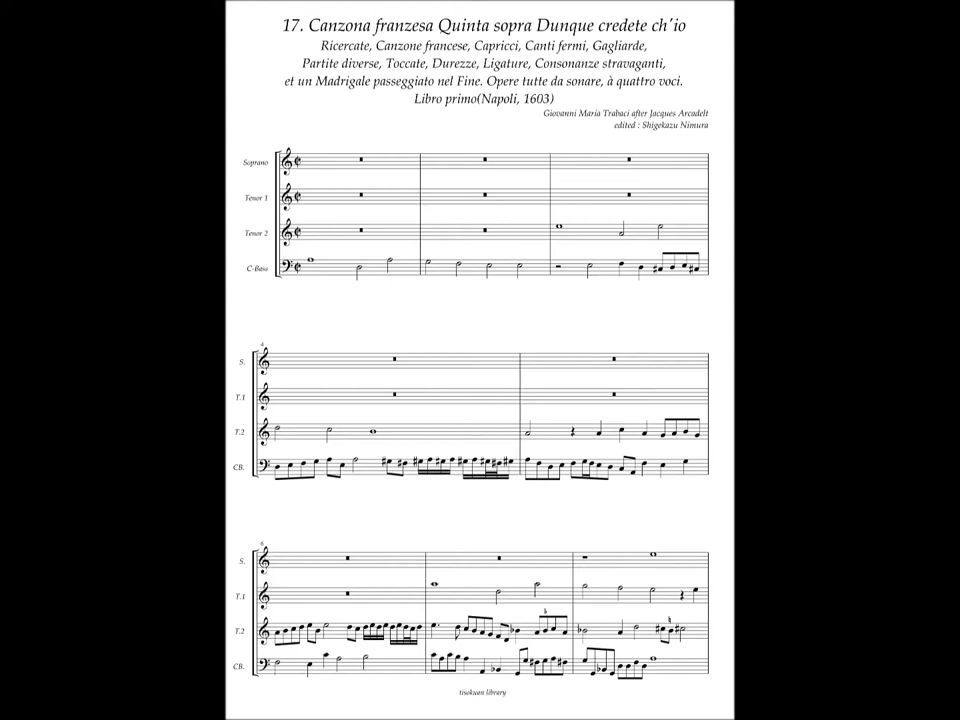 17. Canzona franzesa Quinta sopra Dunque credete ch'io
Ricercate, Canzone francese, Capricci, Canti fermi, Gagliarde,
Partite diverse, Toccate, Durezze, Ligature, Consonanze stravaganti,
et un Madrigale passeggiato nel Fine. Opere tutte da sonare, à quattro voci.
Libro primo(Napoli, 1603)
Giovanni Maria Trabaci after Jacques Arcadelt
edited : Shigekazu Nimura
Soprano
Tenor 1
Tenor 2
C-Bass
4
S.
T.1
T.2
CB.
6
S.
T.1
T.2
CB.
tisekuan library